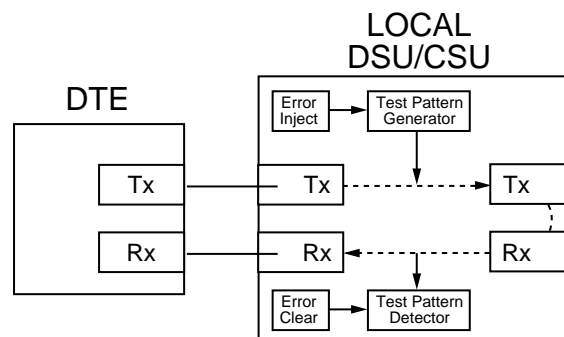 LOCAL
DSU/CSU
DTE
Error
Inject
Test Pattern
Generator
Tx
Tx
Tx
Rx
Rx
Rx
Error
Clear
Test Pattern
Detector